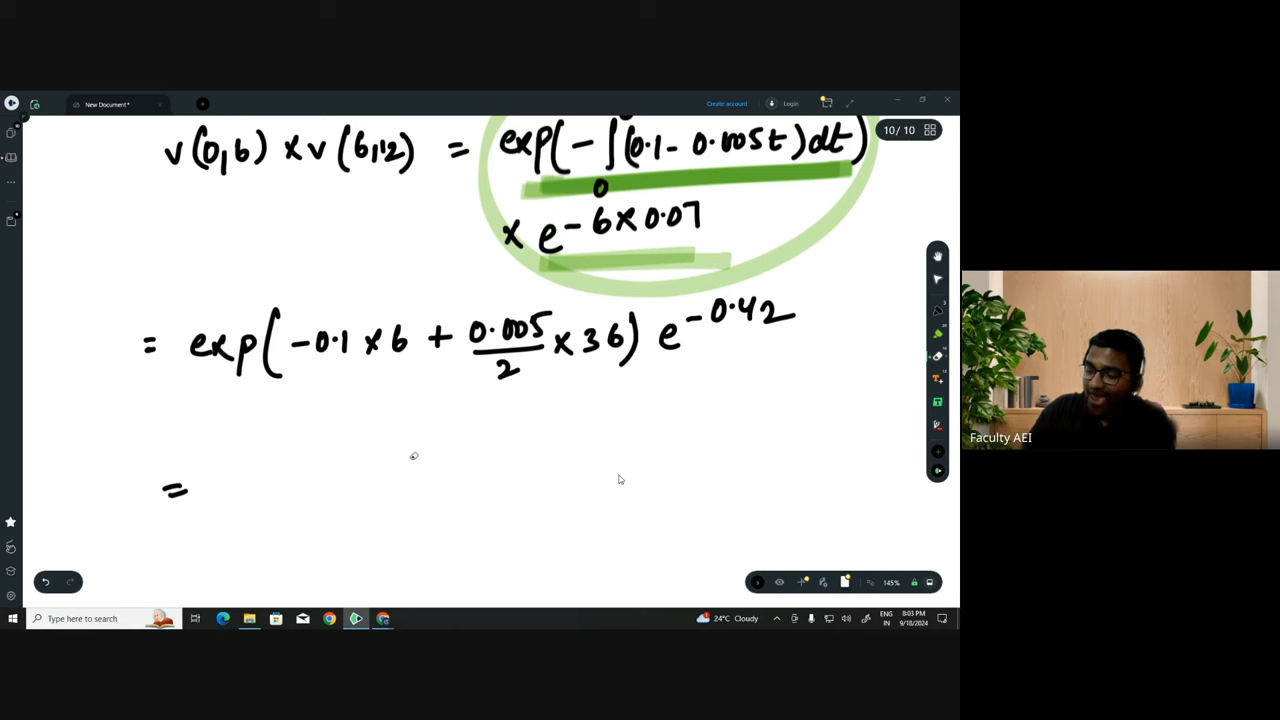 New Document*
Create account
Login
10 / 10
v(0,6) × v(6,12) = exp(- ∫ (0.1 - 0.005t) dt)
0
× e^-6×0.07
= exp(-0.1 × 6 + 0.005/2 × 36) e^-0.42
=
Faculty AEI
145%
Type here to search
24°C Cloudy
ENG
IN
8:03 PM
9/18/2024